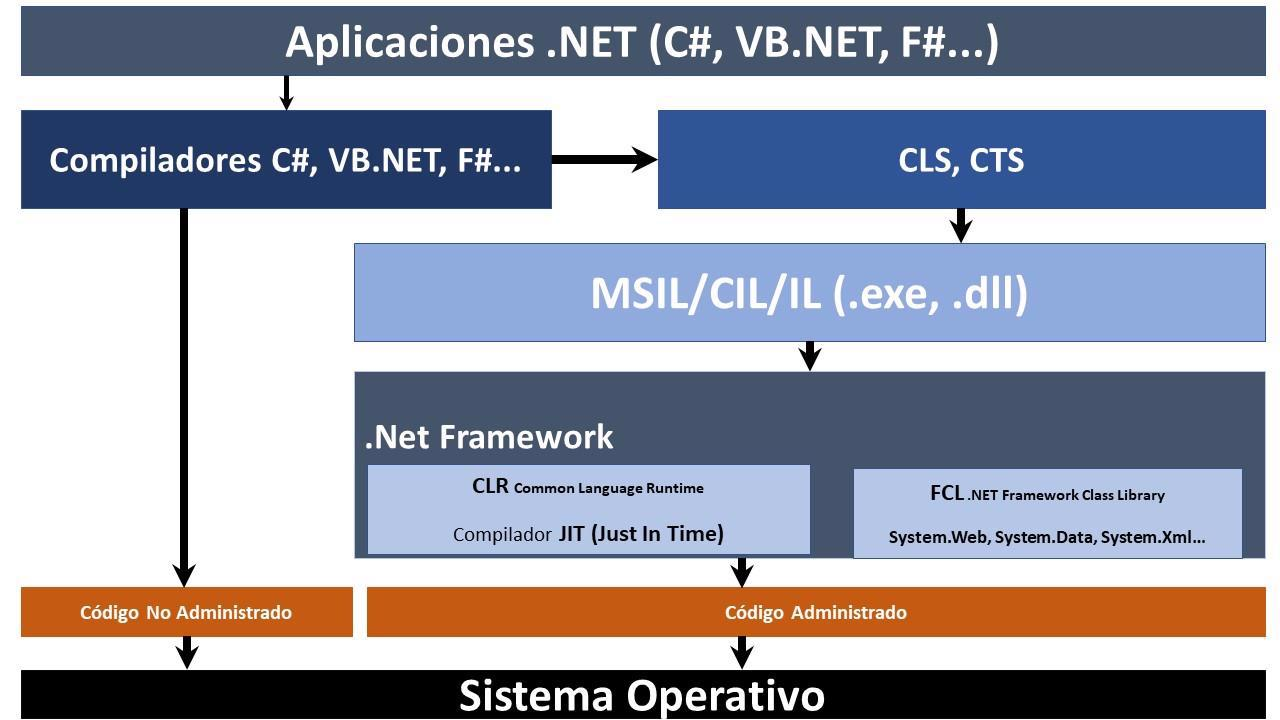 Aplicaciones .NET (C#, VB.NET, F#...)
Compiladores C#, VB.NET, F#...
CLS, CTS
MSIL/CIL/IL (.exe, .dll)
.Net Framework
CLR Common Language Runtime
Compilador JIT (Just In Time)
FCL .NET Framework Class Library
System.Web, System.Data, System.Xml...
Código No Administrado
Código Administrado
Sistema Operativo